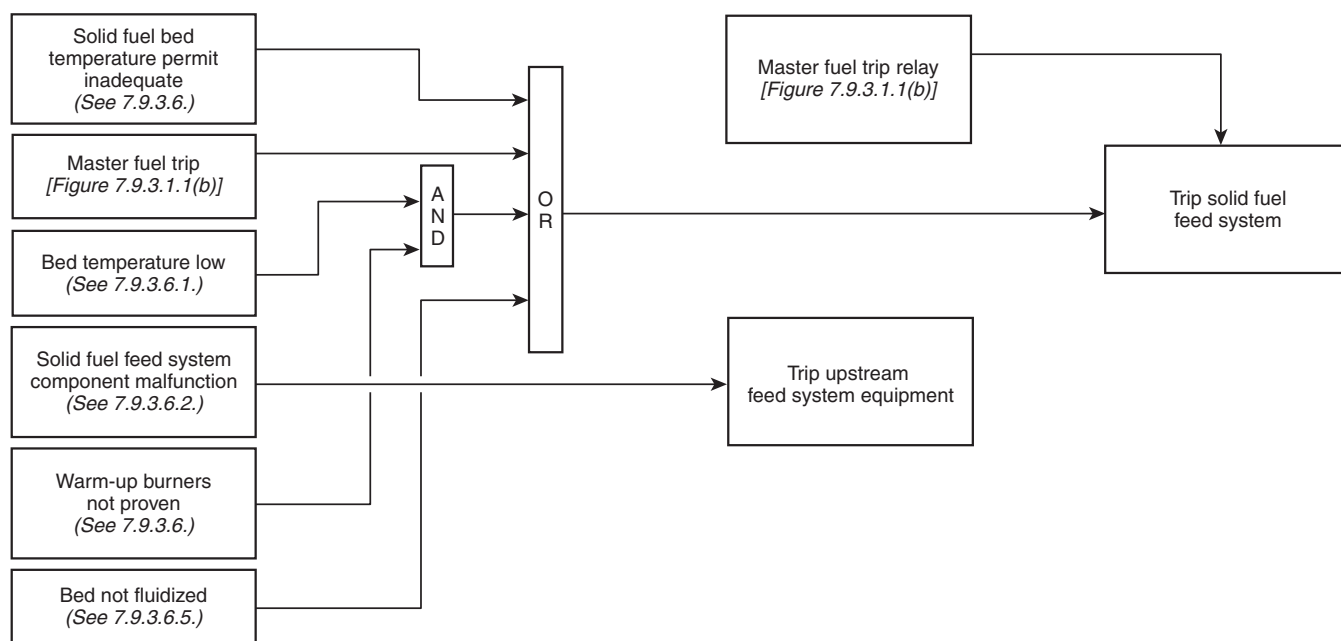 Solid fuel bed
temperature permit
inadequate
(See 7.9.3.6.)
Master fuel trip
[Figure 7.9.3.1.1(b)]
Bed temperature low
(See 7.9.3.6.1.)
Solid fuel feed system
component malfunction
(See 7.9.3.6.2.)
Warm-up burners
not proven
(See 7.9.3.6.)
Bed not fluidized
(See 7.9.3.6.5.)
A
N
D
O
R
Master fuel trip relay
[Figure 7.9.3.1.1(b)]
Trip solid fuel
feed system
Trip upstream
feed system equipment